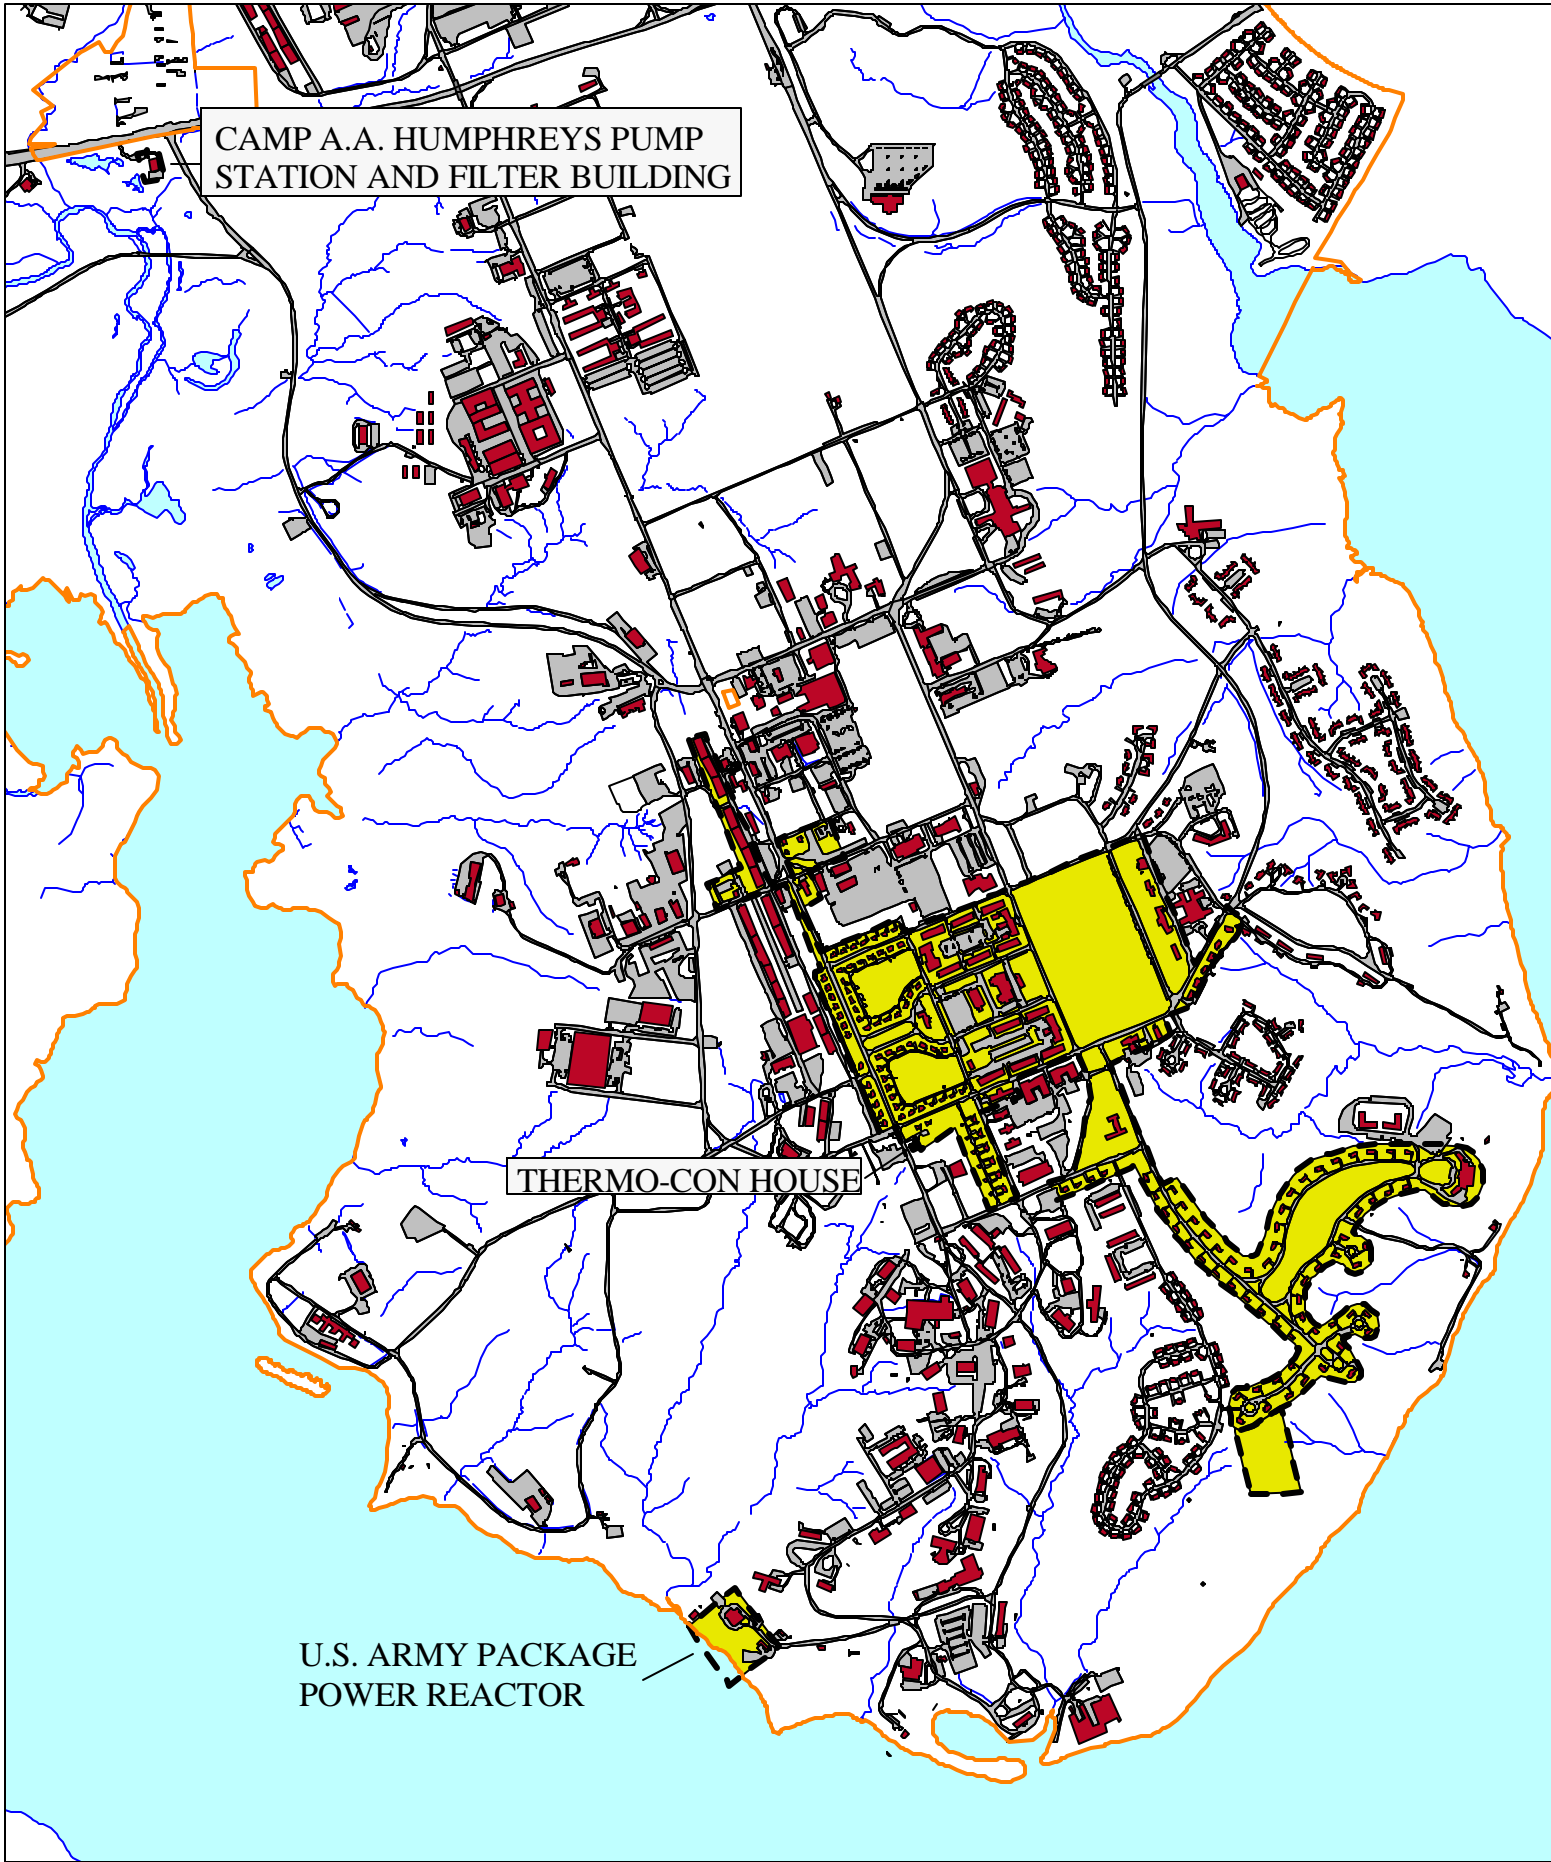 CAMP A.A. HUMPHREYS PUMP
STATION AND FILTER BUILDING
THERMO-CON HOUSE
U.S. ARMY PACKAGE
POWER REACTOR